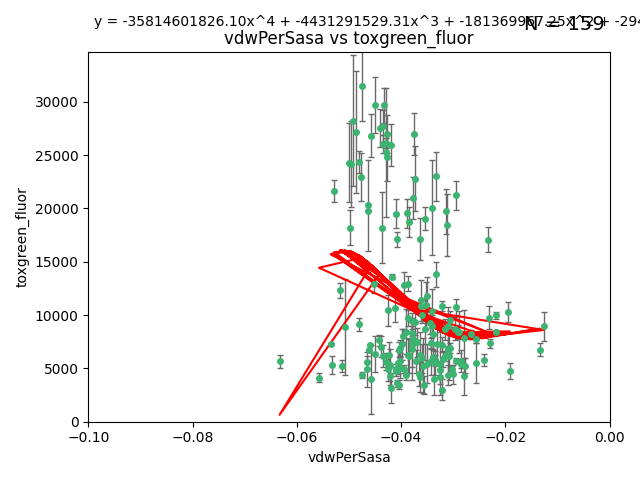 y = -35814601826.10x^4 + -4431291529.31x^3 + -181369967.25x^2 + -294
N = 159
vdwPerSasa vs toxgreen_fluor
30000
25000
20000
15000
10000
5000
0
toxgreen_fluor
−0.10 −0.08 −0.06 −0.04 −0.02 0.00
vdwPerSasa